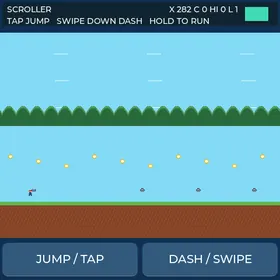 SCROLLER
X 282 C 0 HI 0 L 1
TAP JUMP SWIPE DOWN DASH HOLD TO RUN
JUMP / TAP
DASH / SWIPE